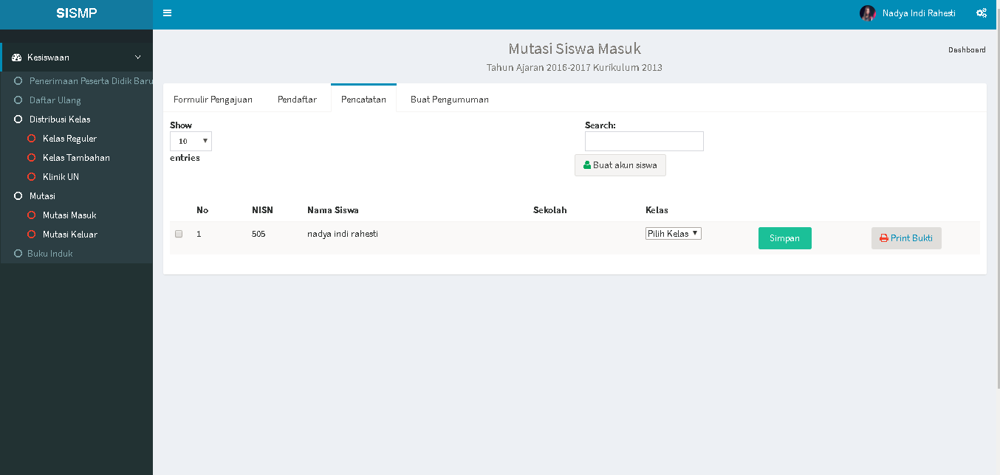 SISMP
Nadya Indi Rahesti
Kesiswaan
Penerimaan Peserta Didik Baru
Daftar Ulang
Distribusi Kelas
Kelas Reguler
Kelas Tambahan
Klinik UN
Mutasi
Mutasi Masuk
Mutasi Keluar
Buku Induk
Mutasi Siswa Masuk
Tahun Ajaran 2016-2017 Kurikulum 2013
Dashboard
Formulir Pengajuan Pendaftar Pencatatan Buat Pengumuman
Show
10
entries
Search:
Buat akun siswa
No NISN Nama Siswa Sekolah Kelas
1 505 nadya indi rahesti Pilih Kelas Simpan Print Bukti